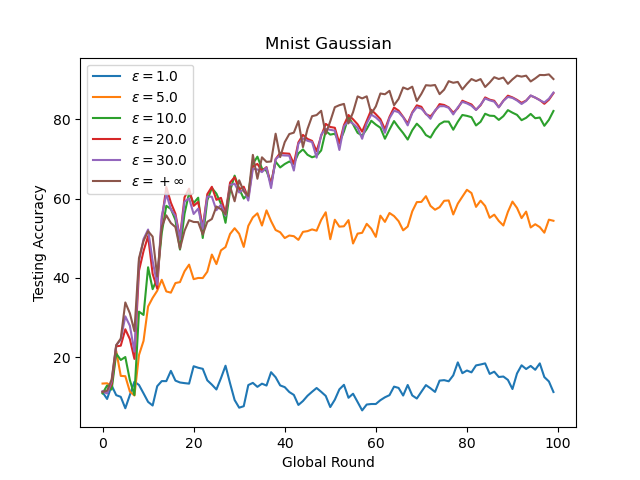 Mnist Gaussian
ε = 1.0
ε = 5.0
ε = 10.0
ε = 20.0
ε = 30.0
ε = +∞
Testing Accuracy
80
60
40
20
0 20 40 60 80 100
Global Round